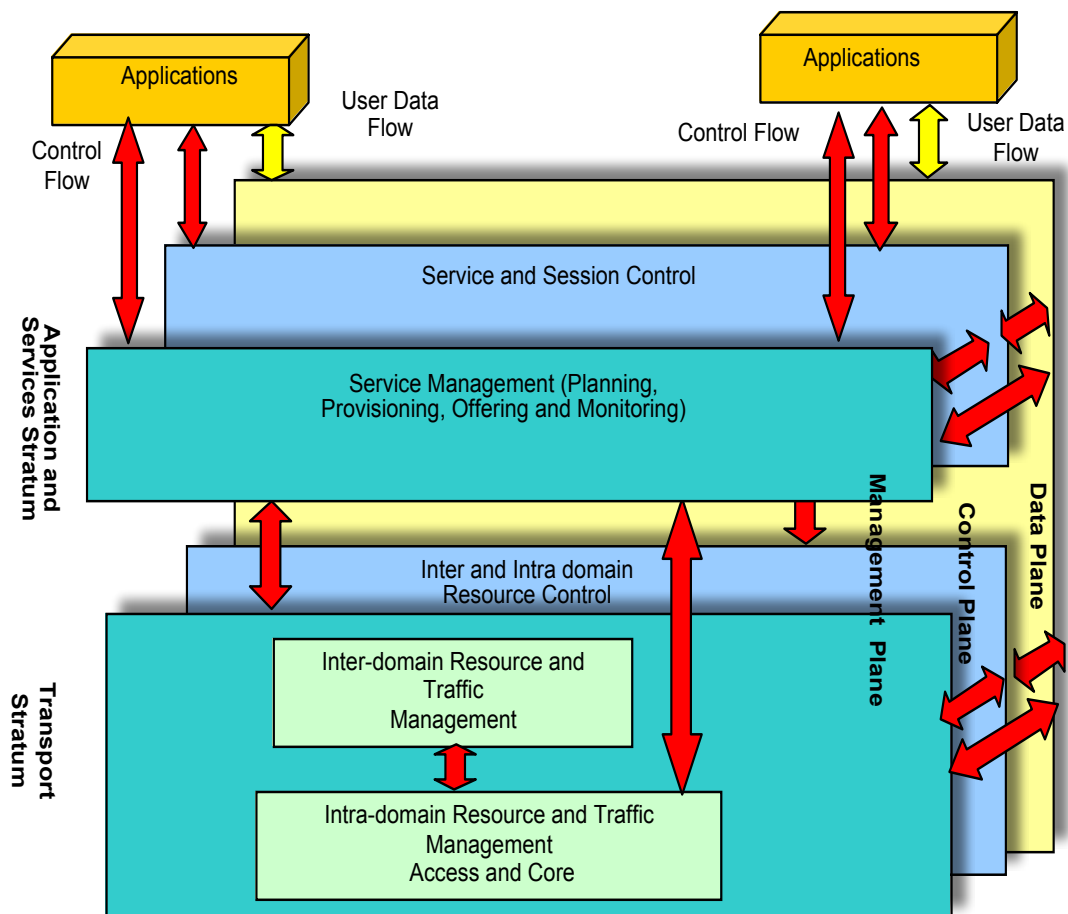 Applications
Applications
User Data
Flow
Control Flow
User Data
Flow
Control
Flow
Service and Session Control
Application and
Services Stratum
Service Management (Planning,
Provisioning, Offering and Monitoring)
Management Plane
Control Plane
Data Plane
Inter and Intra domain
Resource Control
Transport
Stratum
Inter-domain Resource and
Traffic
Management
Intra-domain Resource and Traffic
Management
Access and Core